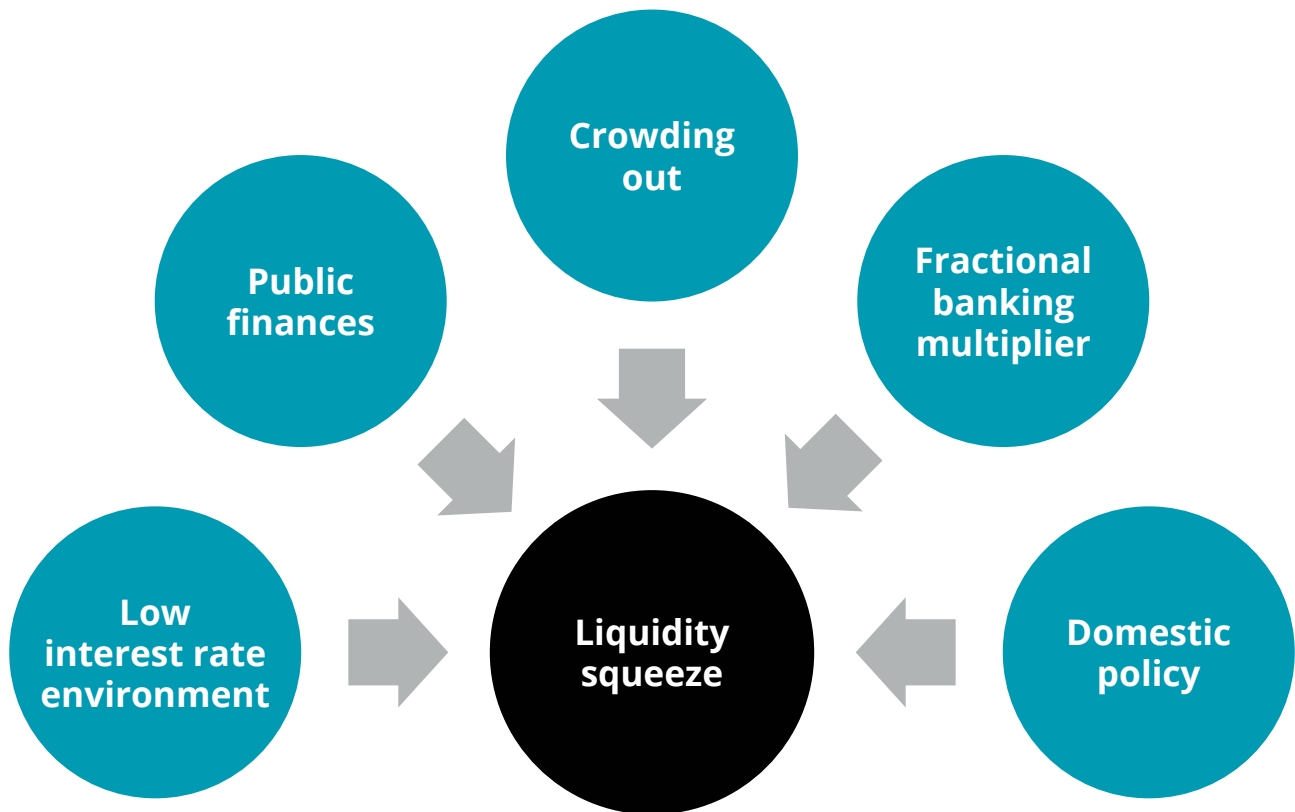 Crowding
out
Public
finances
Fractional
banking
multiplier
Low
interest rate
environment
Liquidity
squeeze
Domestic
policy